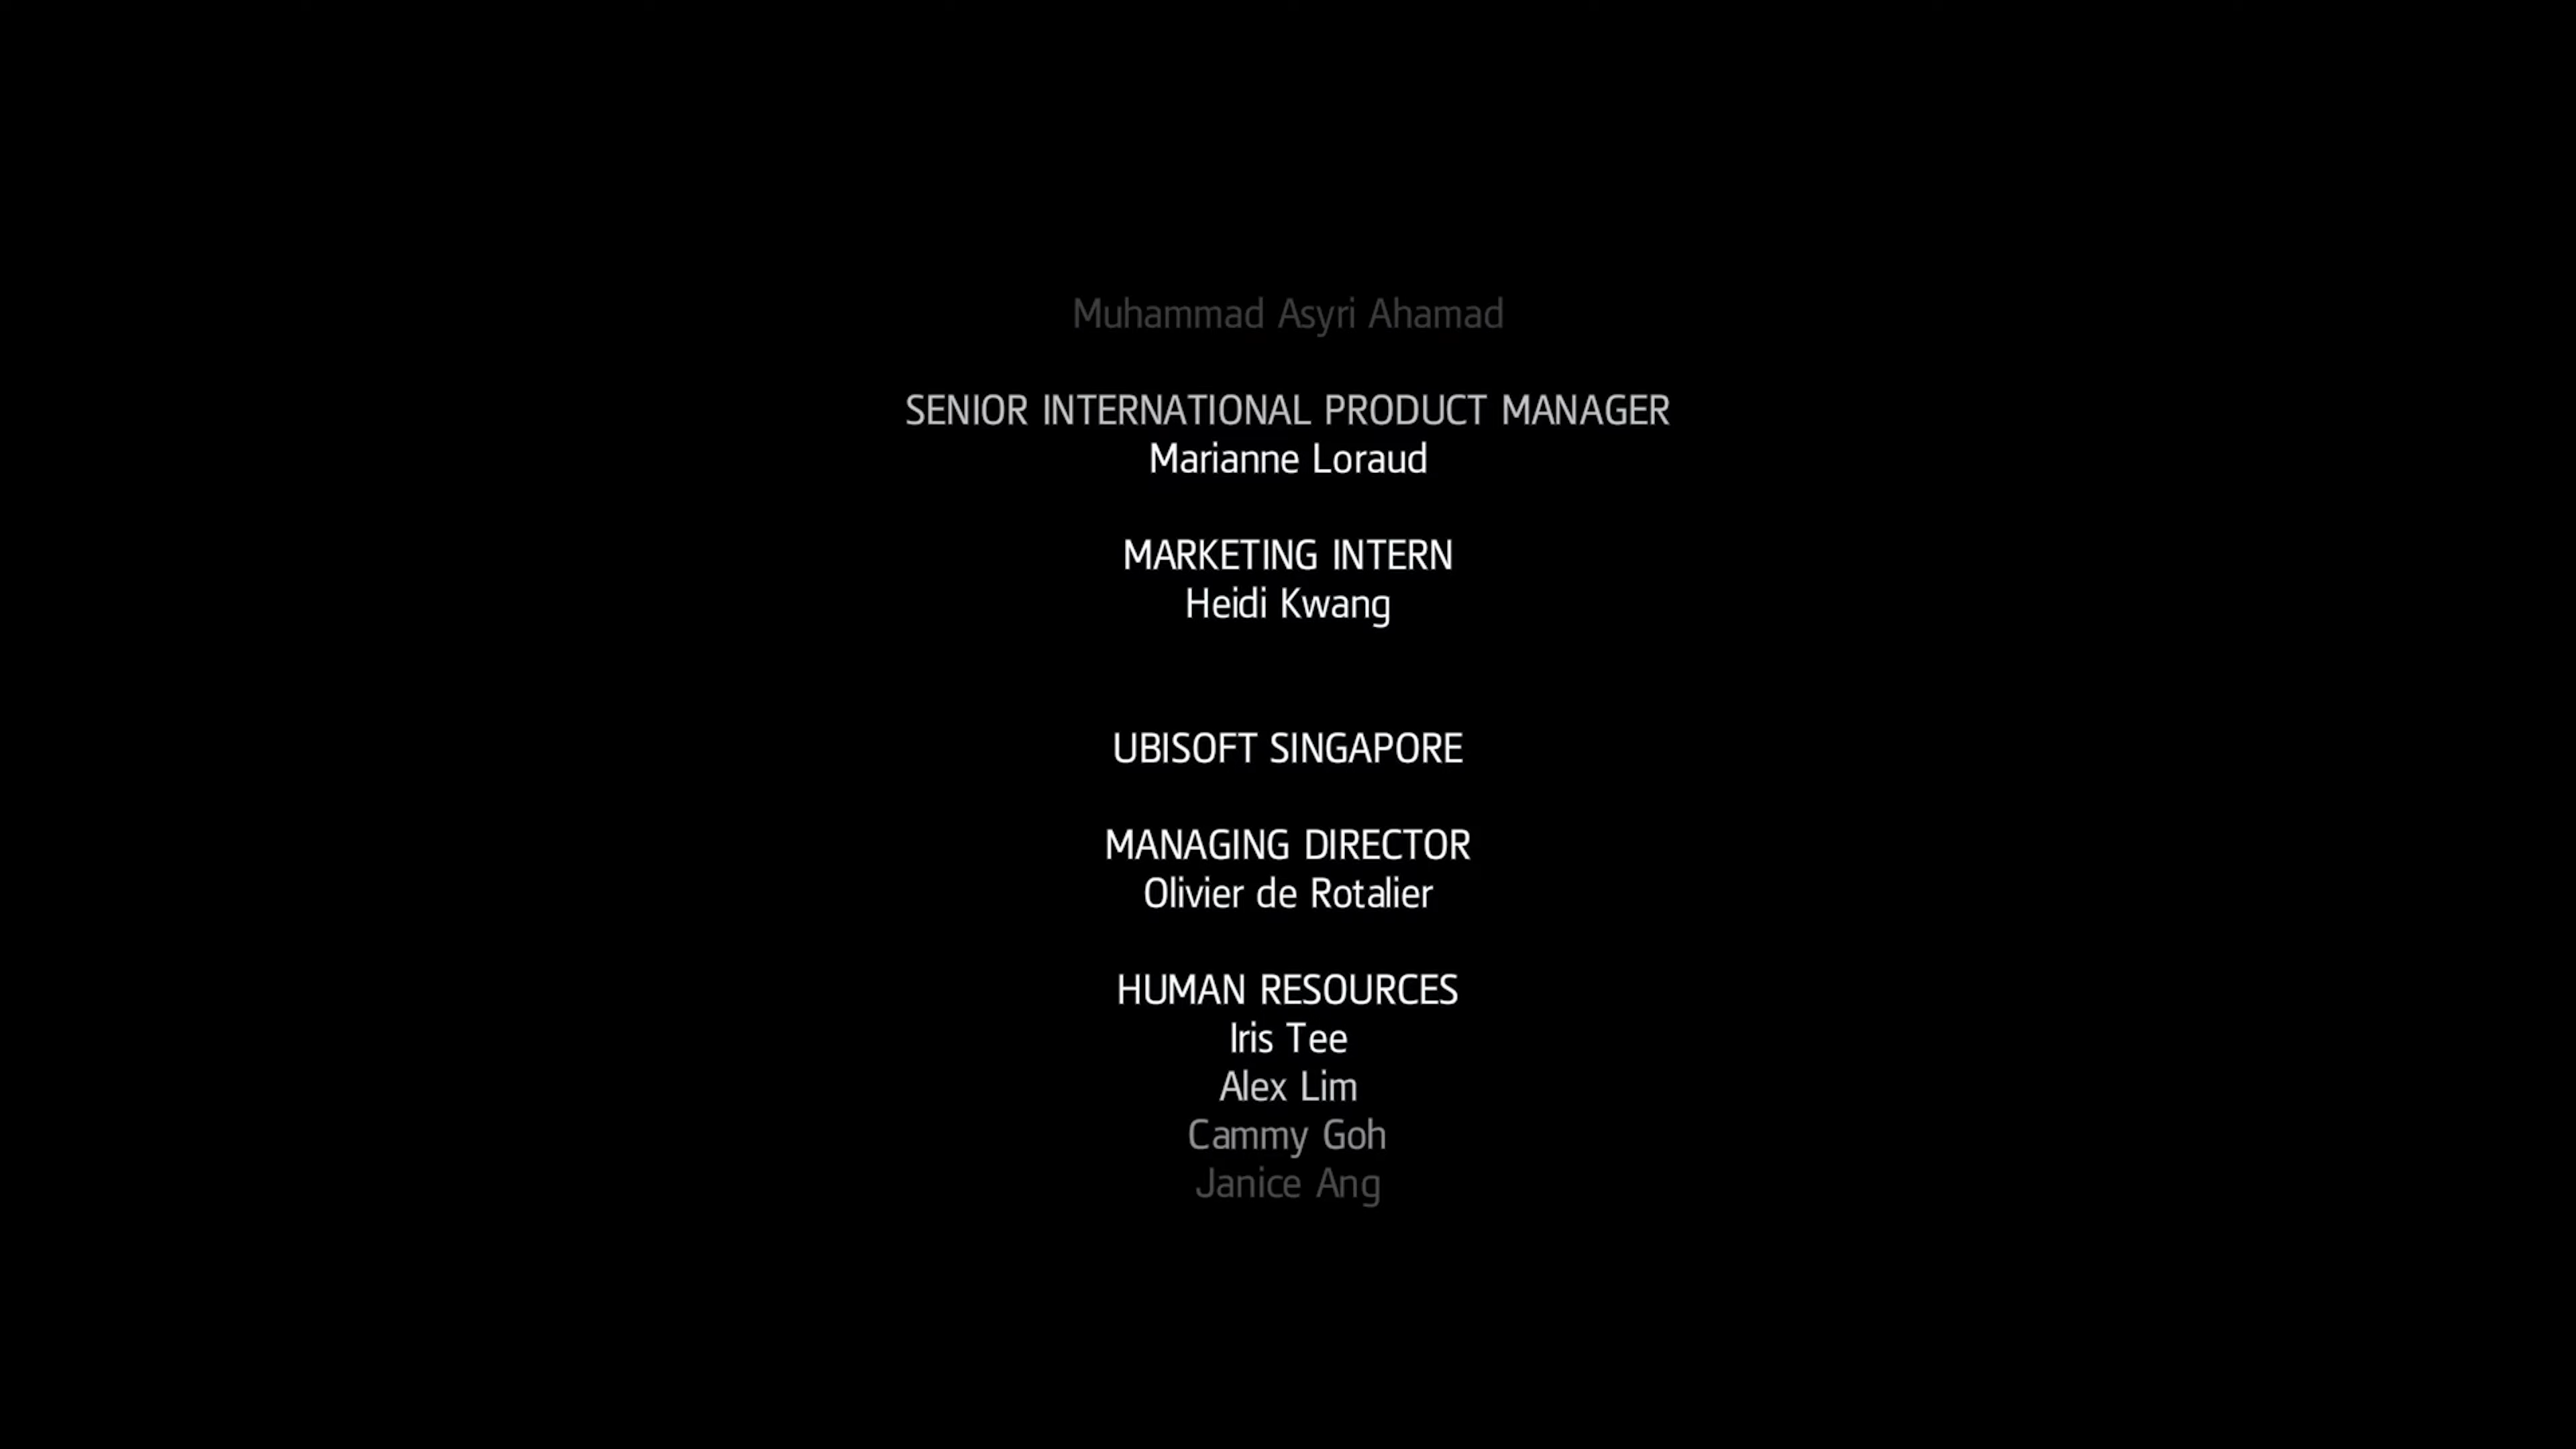 Muhammad Asyri Ahamad
SENIOR INTERNATIONAL PRODUCT MANAGER
Marianne Loraud
MARKETING INTERN
Heidi Kwang
UBISOFT SINGAPORE
MANAGING DIRECTOR
Olivier de Rotalier
HUMAN RESOURCES
Iris Tee
Alex Lim
Cammy Goh
Janice Ang